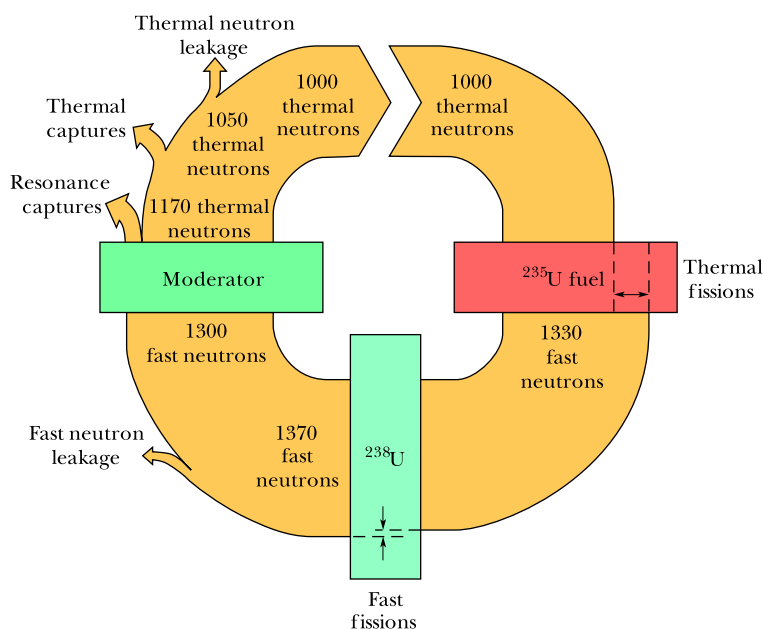 Thermal neutron
leakage
1000
thermal
neutrons
1000
thermal
neutrons
Thermal
captures
1050
thermal
neutrons
Resonance
captures
1170 thermal
neutrons
Moderator
²³⁵U fuel
Thermal
fissions
1300
fast neutrons
1330
fast
neutrons
Fast neutron
leakage
1370
fast
neutrons
²³⁸U
Fast
fissions